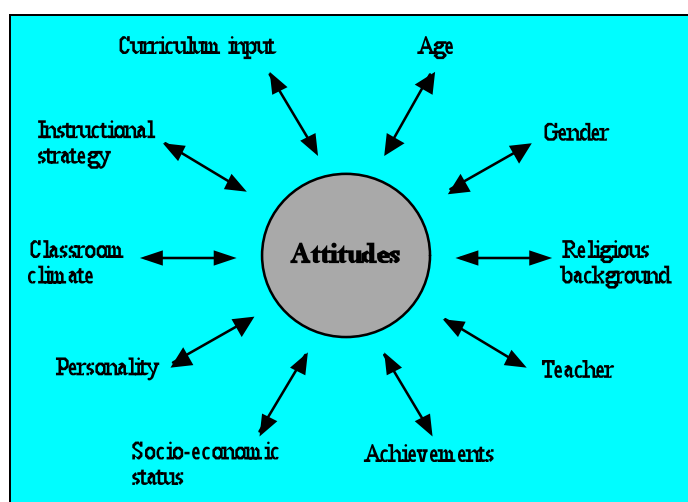 Curriculum input
Age
Instructional
strategy
Gender
Attitudes
Classroom
climate
Religious
background
Personality
Teacher
Socio-economic
status
Achievements